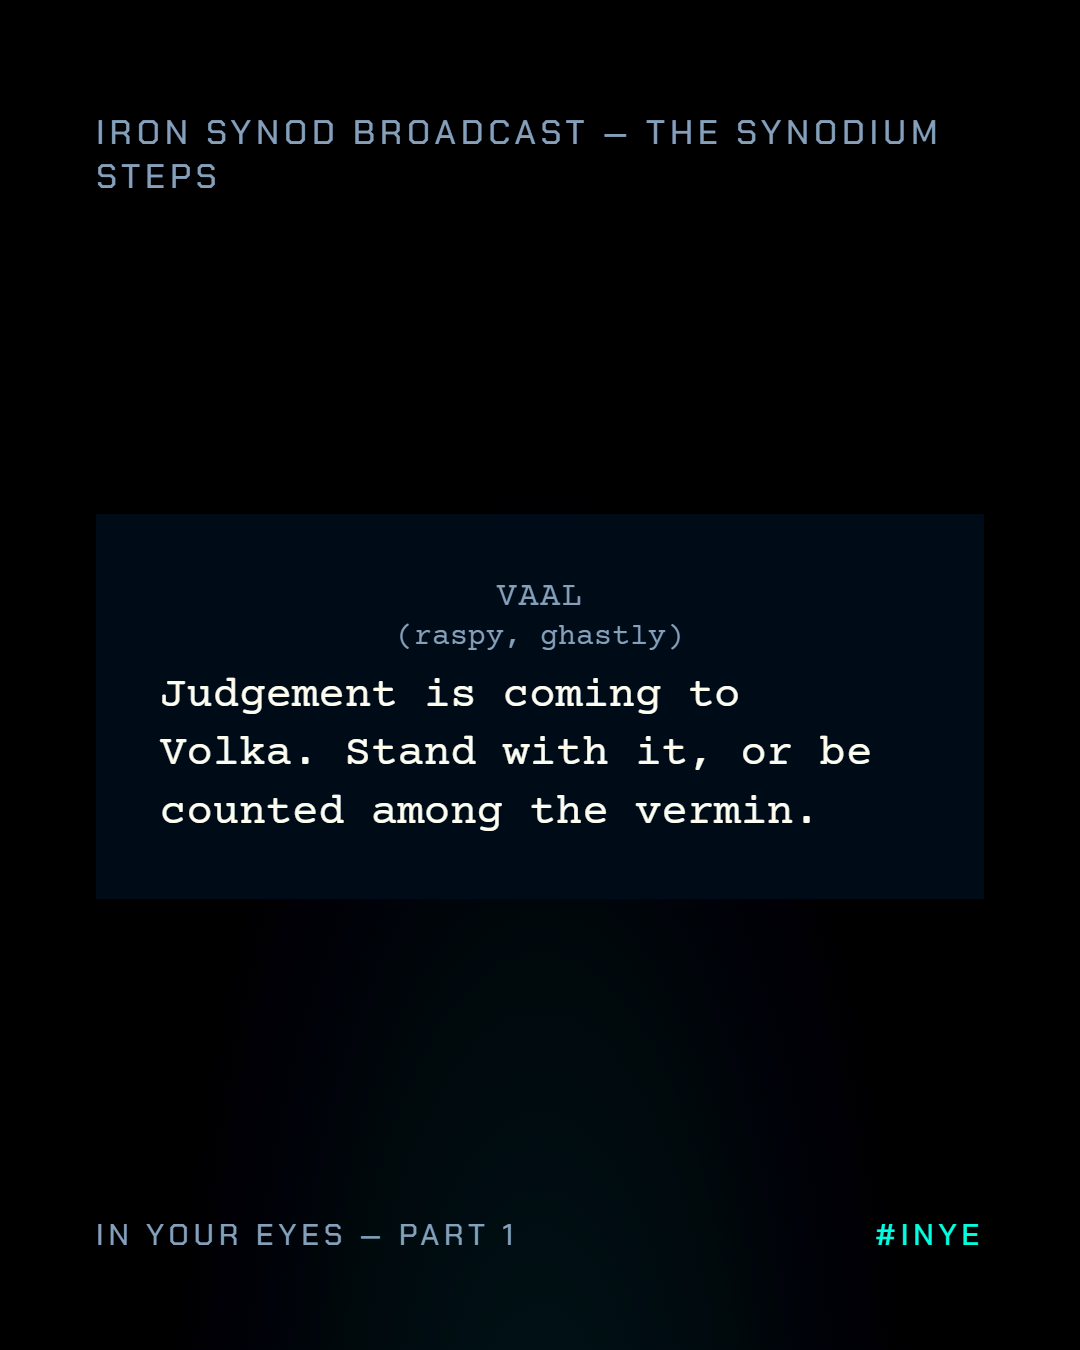 IRON SYNOD BROADCAST — THE SYNODIUM
STEPS
VAAL
(raspy, ghastly)
Judgement is coming to
Volka. Stand with it, or be
counted among the vermin.
IN YOUR EYES — PART 1
#INYE